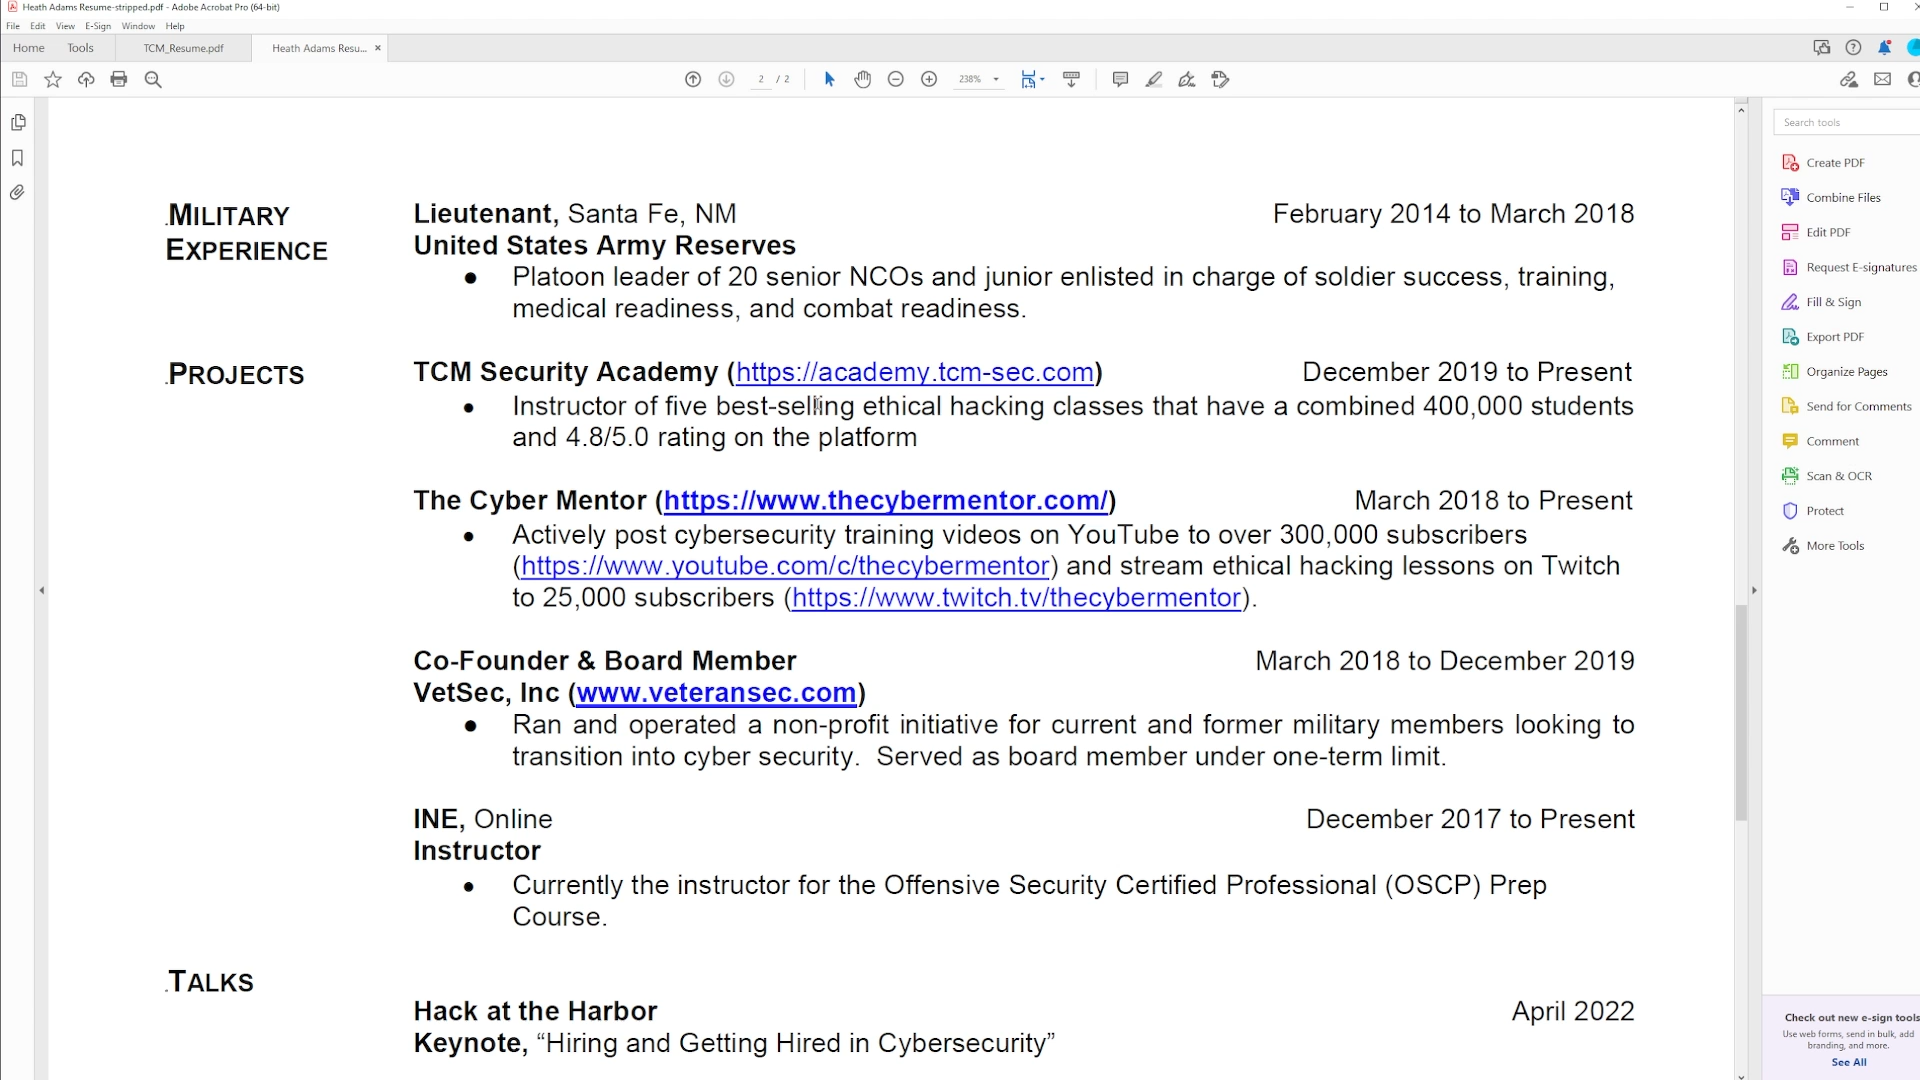 Heath Adams Resume-stripped.pdf - Adobe Acrobat Pro (64-bit)
File Edit View E-Sign Window Help
Home Tools TCM_Resume.pdf Heath Adams Resu... ×
2 / 2 238%
Search tools
Create PDF
Combine Files
Edit PDF
Request E-signatures
Fill & Sign
Export PDF
Organize Pages
Send for Comments
Comment
Scan & OCR
Protect
More Tools
Check out new e-sign tools
Use web forms, send in bulk, add
branding, and more.
See All
MILITARY
EXPERIENCE
Lieutenant, Santa Fe, NM February 2014 to March 2018
United States Army Reserves
● Platoon leader of 20 senior NCOs and junior enlisted in charge of soldier success, training,
medical readiness, and combat readiness.
PROJECTS
TCM Security Academy (https://academy.tcm-sec.com) December 2019 to Present
● Instructor of five best-selling ethical hacking classes that have a combined 400,000 students
and 4.8/5.0 rating on the platform
The Cyber Mentor (https://www.thecybermentor.com/) March 2018 to Present
● Actively post cybersecurity training videos on YouTube to over 300,000 subscribers
(https://www.youtube.com/c/thecybermentor) and stream ethical hacking lessons on Twitch
to 25,000 subscribers (https://www.twitch.tv/thecybermentor).
Co-Founder & Board Member March 2018 to December 2019
VetSec, Inc (www.veteransec.com)
● Ran and operated a non-profit initiative for current and former military members looking to
transition into cyber security. Served as board member under one-term limit.
INE, Online December 2017 to Present
Instructor
● Currently the instructor for the Offensive Security Certified Professional (OSCP) Prep
Course.
TALKS
Hack at the Harbor April 2022
Keynote, “Hiring and Getting Hired in Cybersecurity”